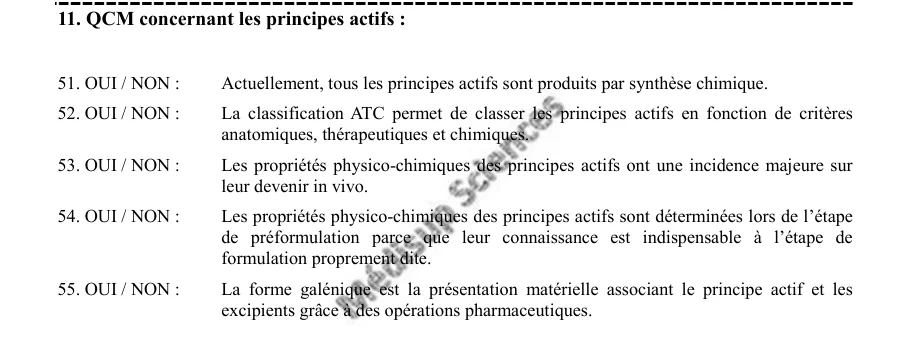 11. QCM concernant les principes actifs :
51. OUI / NON : Actuellement, tous les principes actifs sont produits par synthèse chimique.
52. OUI / NON : La classification ATC permet de classer les principes actifs en fonction de critères
anatomiques, thérapeutiques et chimiques.
53. OUI / NON : Les propriétés physico-chimiques des principes actifs ont une incidence majeure sur
leur devenir in vivo.
54. OUI / NON : Les propriétés physico-chimiques des principes actifs sont déterminées lors de l’étape
de préformulation parce que leur connaissance est indispensable à l’étape de
formulation proprement dite.
55. OUI / NON : La forme galénique est la présentation matérielle associant le principe actif et les
excipients grâce à des opérations pharmaceutiques.
Médisup Sciences